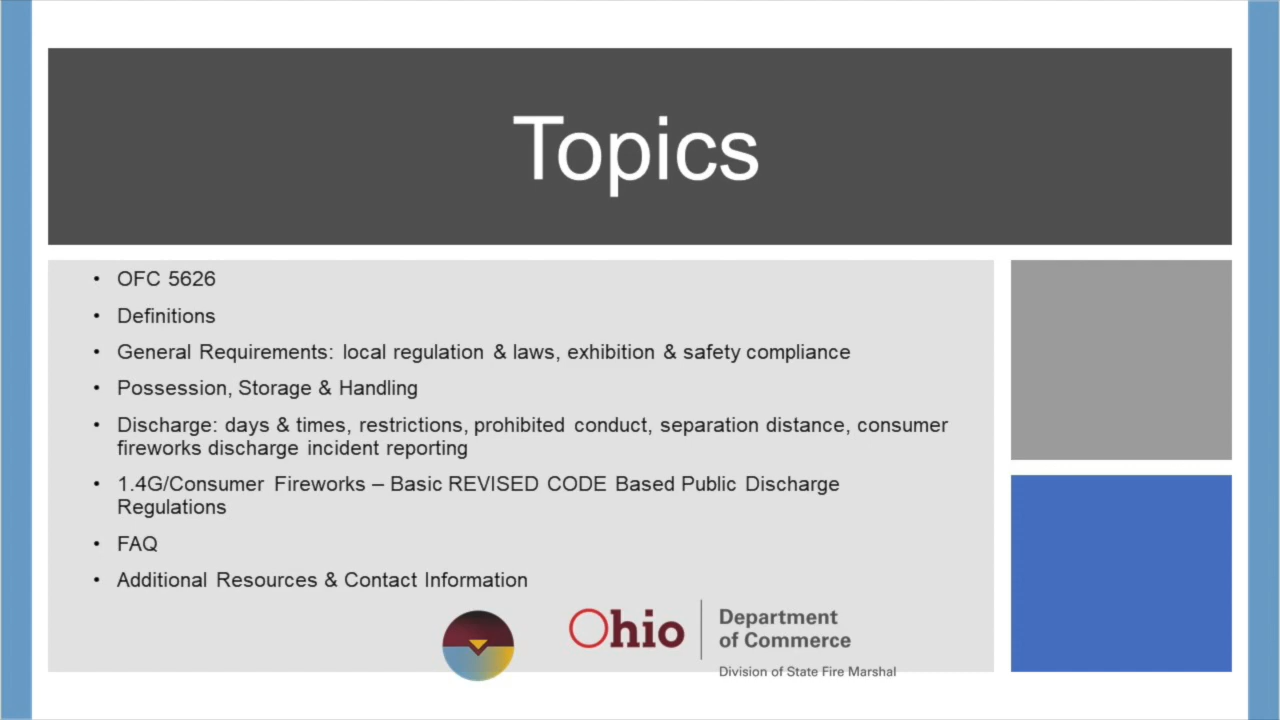 Topics
• OFC 5626
• Definitions
• General Requirements: local regulation & laws, exhibition & safety compliance
• Possession, Storage & Handling
• Discharge: days & times, restrictions, prohibited conduct, separation distance, consumer
fireworks discharge incident reporting
• 1.4G/Consumer Fireworks – Basic REVISED CODE Based Public Discharge
Regulations
• FAQ
• Additional Resources & Contact Information
Ohio
Department
of Commerce
Division of State Fire Marshal